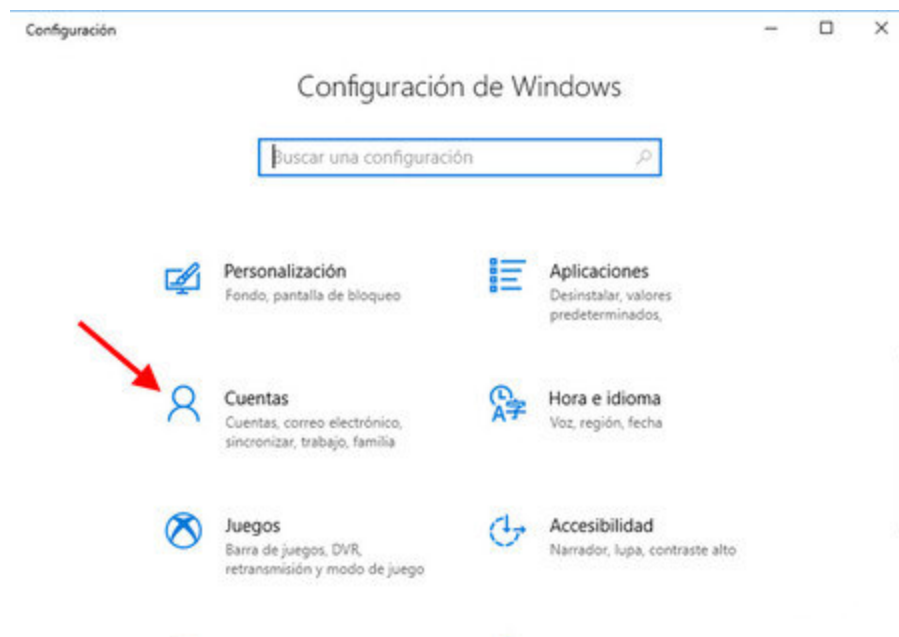 Configuración
Configuración de Windows
Buscar una configuración
Personalización
Fondo, pantalla de bloqueo
Aplicaciones
Desinstalar, valores
predeterminados,
Cuentas
Cuentas, correo electrónico,
sincronizar, trabajo, familia
Hora e idioma
Voz, región, fecha
Juegos
Barra de juegos, DVR,
retransmisión y modo de juego
Accesibilidad
Narrador, lupa, contraste alto